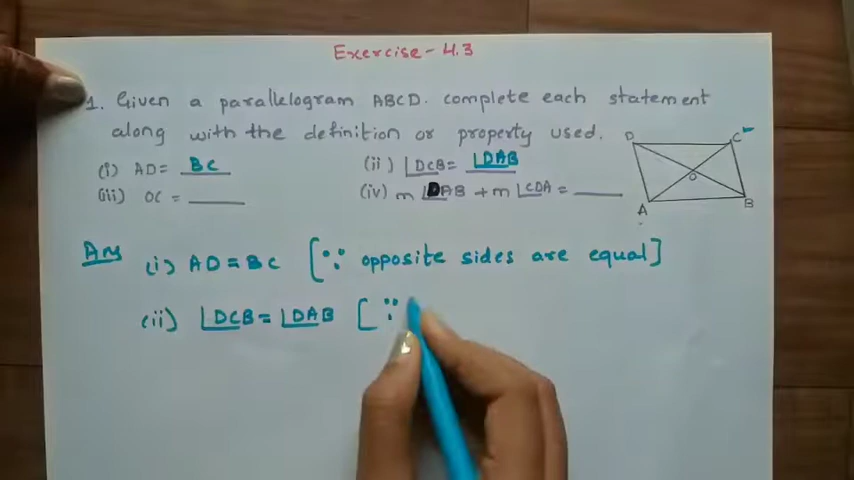 Exercise - 4.3
1. Given a parallelogram ABCD. complete each statement
along with the definition or property used.
(i) AD = BC (ii) ∠DCB = ∠DAB
(iii) OC = ______ (iv) m ∠DAB + m ∠CDA = ______
D C
O
A B
Ans (i) AD = BC [∵ opposite sides are equal]
(ii) ∠DCB = ∠DAB [∵